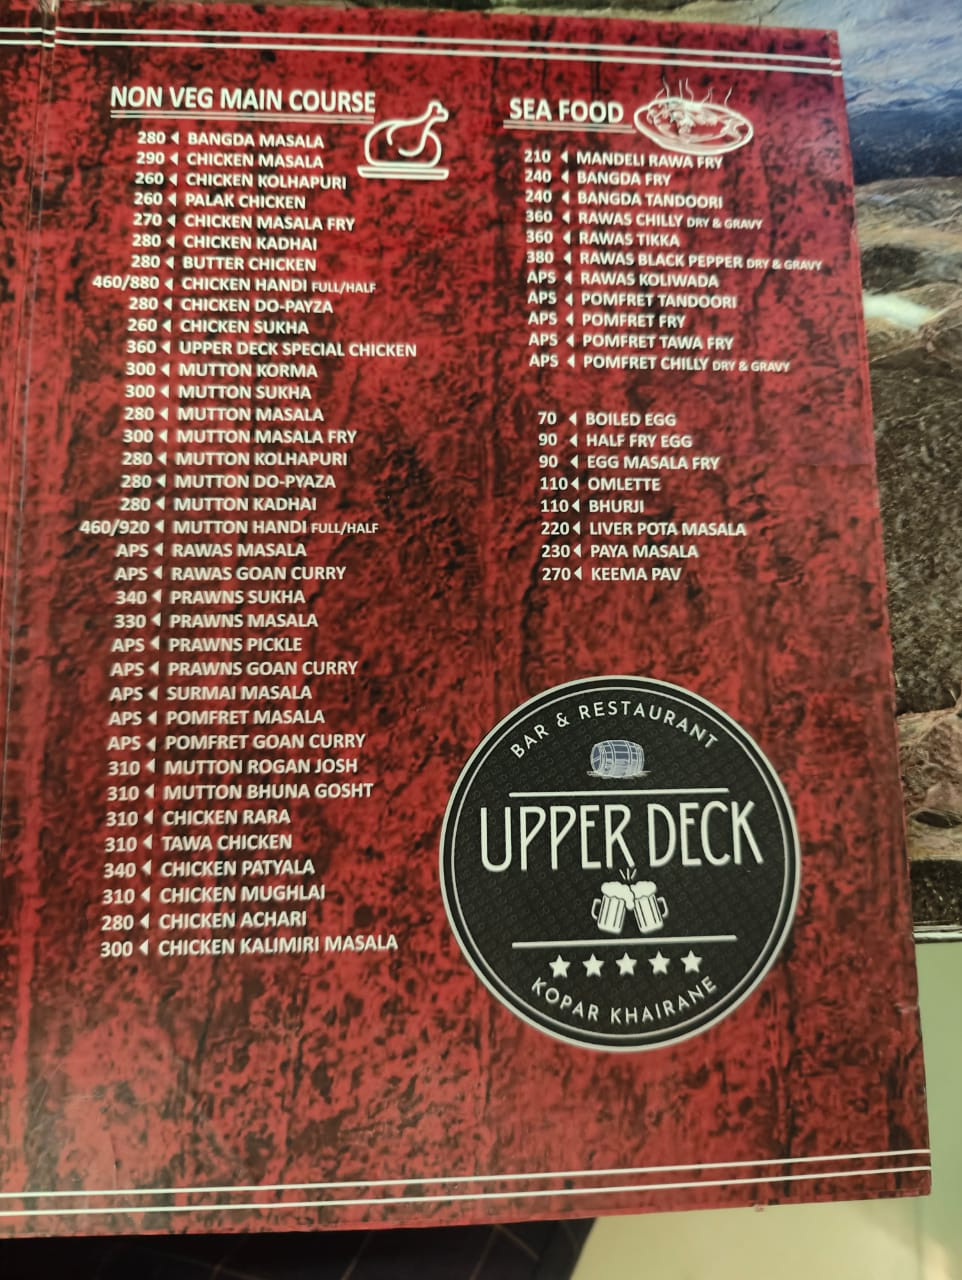 NON VEG MAIN COURSE
280 BANGDA MASALA
290 CHICKEN MASALA
260 CHICKEN KOLHAPURI
260 PALAK CHICKEN
270 CHICKEN MASALA FRY
280 CHICKEN KADHAI
280 BUTTER CHICKEN
460/880 CHICKEN HANDI FULL/HALF
280 CHICKEN DO-PAYZA
260 CHICKEN SUKHA
360 UPPER DECK SPECIAL CHICKEN
300 MUTTON KORMA
300 MUTTON SUKHA
280 MUTTON MASALA
300 MUTTON MASALA FRY
280 MUTTON KOLHAPURI
280 MUTTON DO-PYAZA
280 MUTTON KADHAI
460/920 MUTTON HANDI FULL/HALF
APS RAWAS MASALA
APS RAWAS GOAN CURRY
340 PRAWNS SUKHA
330 PRAWNS MASALA
APS PRAWNS PICKLE
APS PRAWNS GOAN CURRY
APS SURMAI MASALA
APS POMFRET MASALA
APS POMFRET GOAN CURRY
310 MUTTON ROGAN JOSH
310 MUTTON BHUNA GOSHT
310 CHICKEN RARA
310 TAWA CHICKEN
340 CHICKEN PATYALA
310 CHICKEN MUGHLAI
280 CHICKEN ACHARI
300 CHICKEN KALIMIRI MASALA
SEA FOOD
210 MANDELI RAWA FRY
240 BANGDA FRY
240 BANGDA TANDOORI
360 RAWAS CHILLY DRY & GRAVY
360 RAWAS TIKKA
380 RAWAS BLACK PEPPER DRY & GRAVY
APS RAWAS KOLIWADA
APS POMFRET TANDOORI
APS POMFRET FRY
APS POMFRET TAWA FRY
APS POMFRET CHILLY DRY & GRAVY
70 BOILED EGG
90 HALF FRY EGG
90 EGG MASALA FRY
110 OMLETTE
110 BHURJI
220 LIVER POTA MASALA
230 PAYA MASALA
270 KEEMA PAV
BAR & RESTAURANT
UPPER DECK
KOPAR KHAIRANE